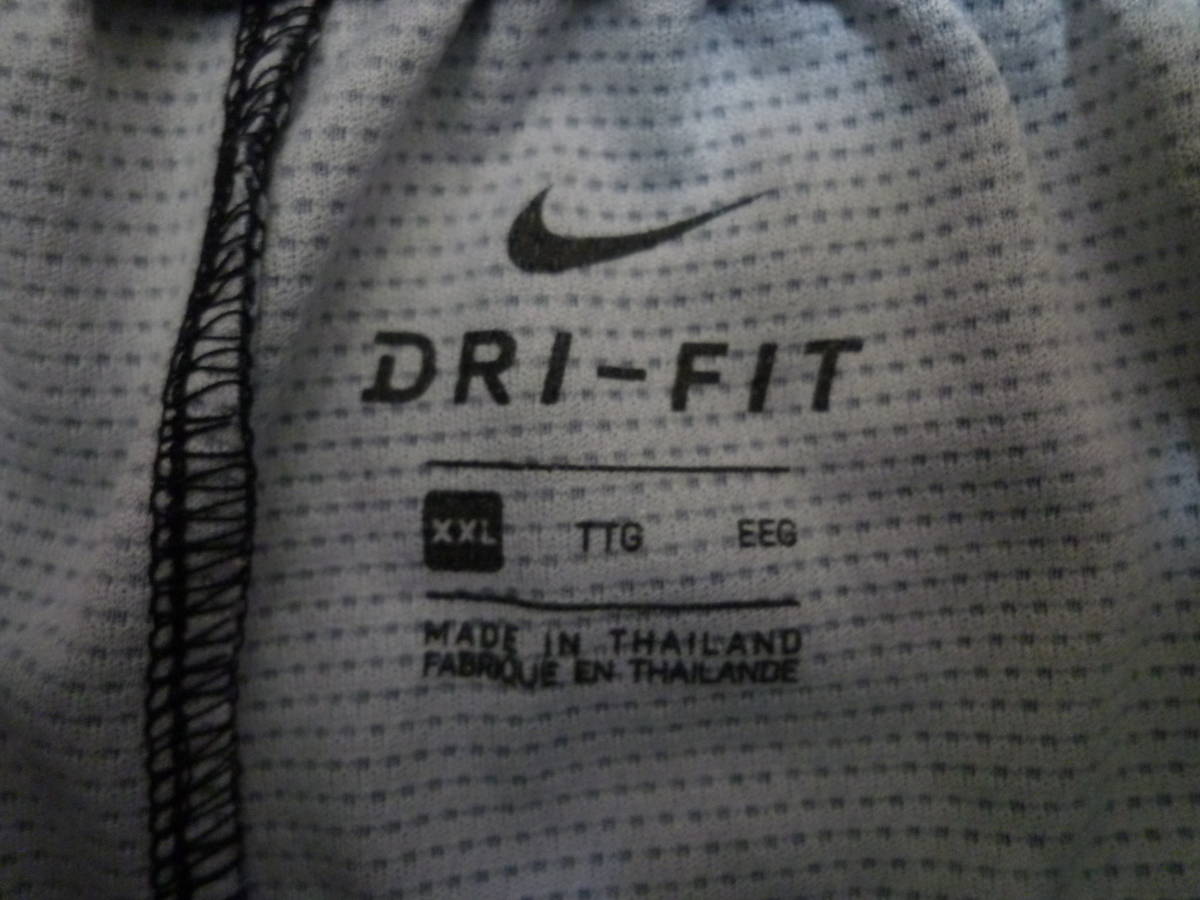 DRI-FIT
XXL TTG EEG
MADE IN THAILAND
FABRIQUE EN THAILANDE